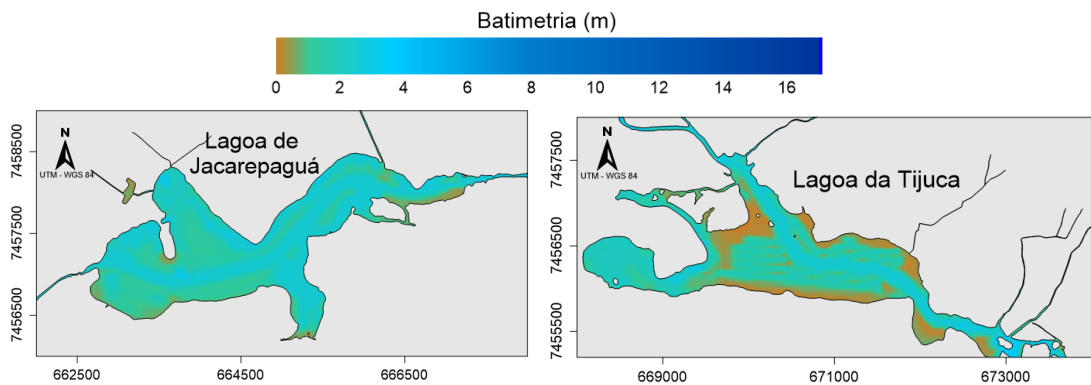 Batimetria (m)
0 2 4 6 8 10 12 14 16
N
UTM - WGS 84
Lagoa de
Jacarepaguá
7458500
7457500
7456500
662500 664500 666500
N
UTM - WGS 84
Lagoa da Tijuca
7457500
7456500
7455500
669000 671000 673000